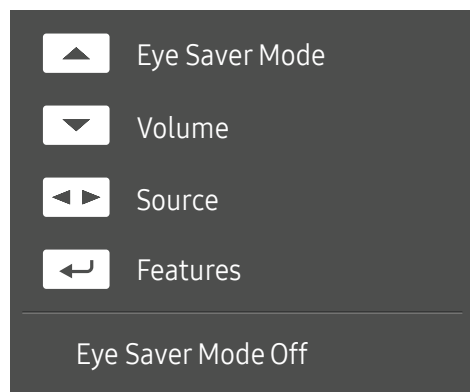 Eye Saver Mode
Volume
Source
Features
Eye Saver Mode Off